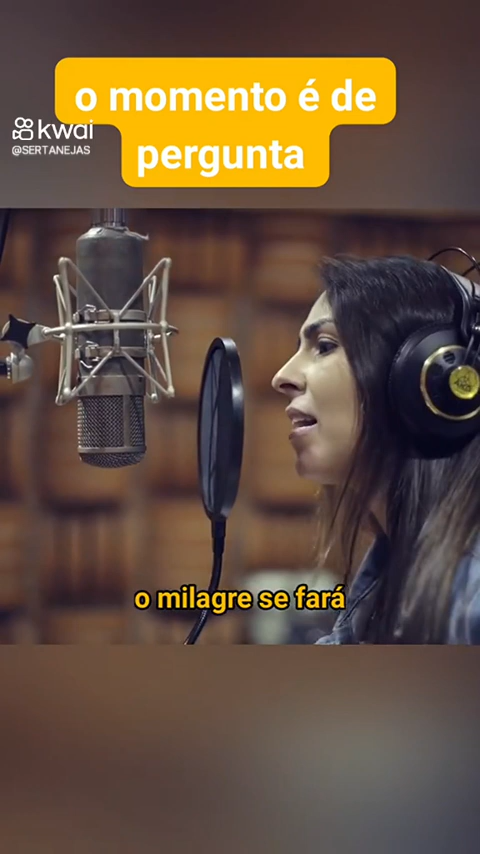 o momento é de
pergunta
kwai
@SERTANEJAS
o milagre se fará